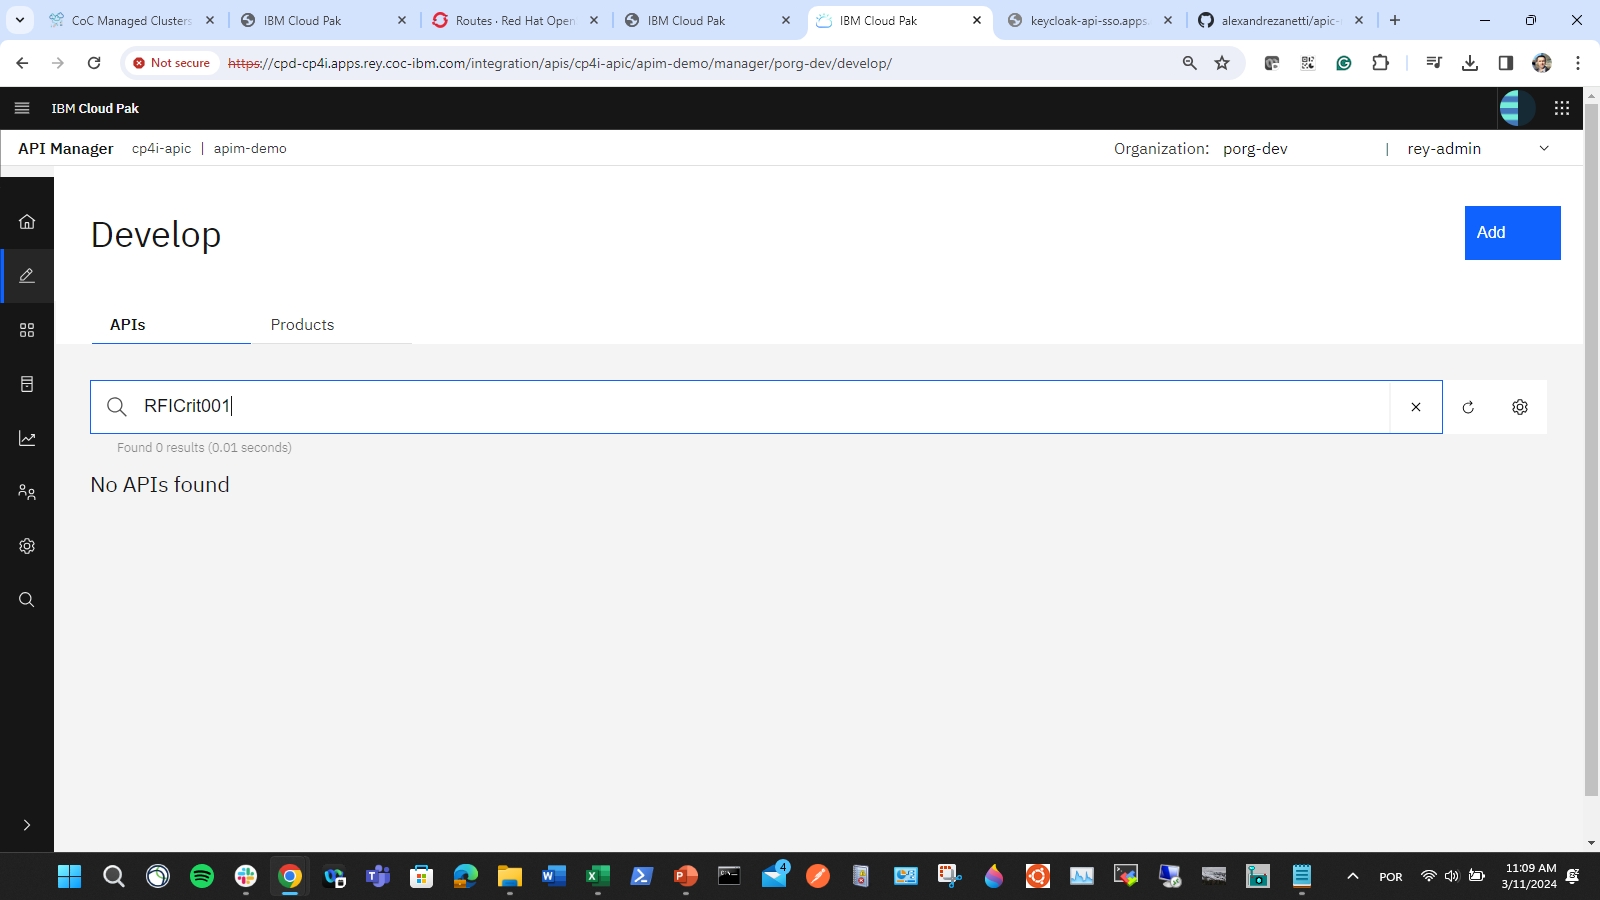 CoC Managed Clusters
IBM Cloud Pak
Routes · Red Hat Open
IBM Cloud Pak
IBM Cloud Pak
keycloak-api-sso.apps.
alexandrezanetti/apic-
Not secure
https://cpd-cp4i.apps.rey.coc-ibm.com/integration/apis/cp4i-apic/apim-demo/manager/porg-dev/develop/
IBM Cloud Pak
API Manager cp4i-apic | apim-demo
Organization: porg-dev | rey-admin
Develop
Add
APIs
Products
RFICrit001
Found 0 results (0.01 seconds)
No APIs found
4
POR
11:09 AM
3/11/2024